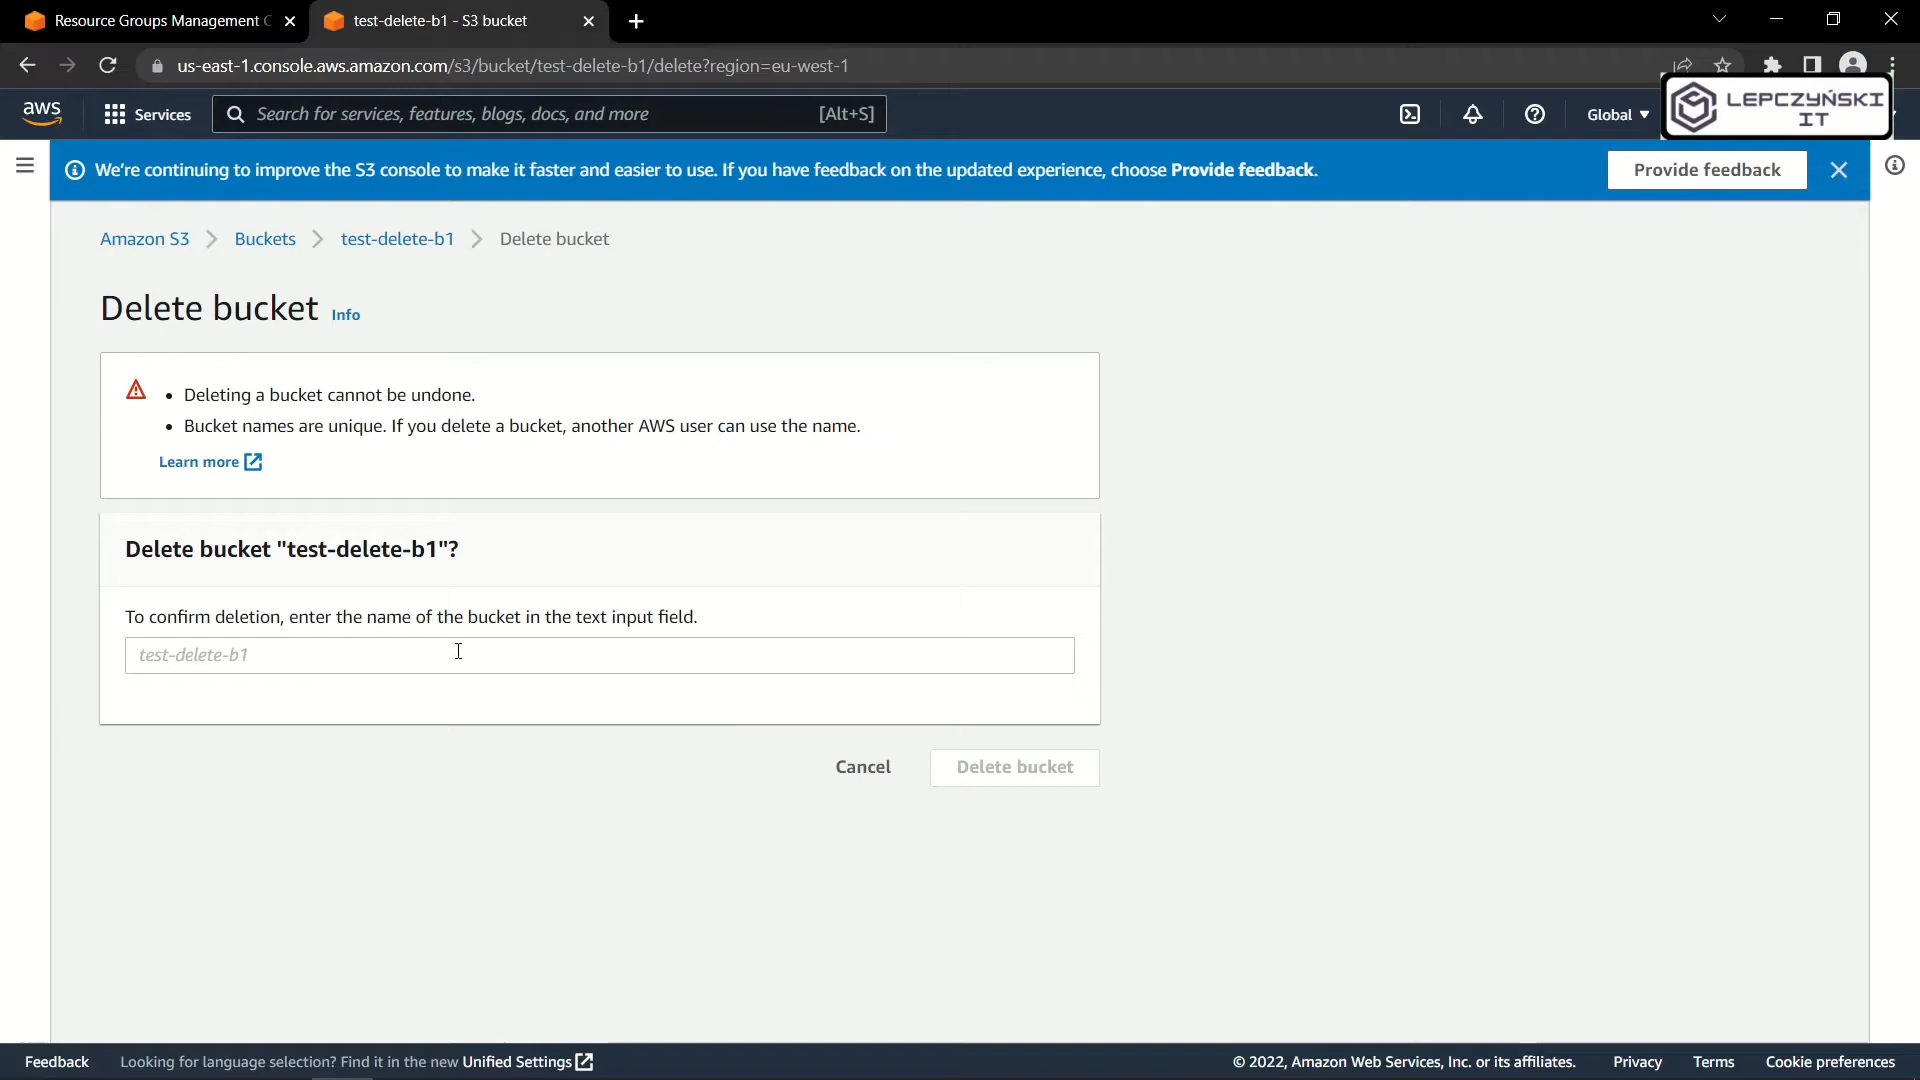 Resource Groups Management C
test-delete-b1 - S3 bucket
us-east-1.console.aws.amazon.com/s3/bucket/test-delete-b1/delete?region=eu-west-1
aws
Services
Search for services, features, blogs, docs, and more
[Alt+S]
Global
LEPCZYŃSKI
IT
We're continuing to improve the S3 console to make it faster and easier to use. If you have feedback on the updated experience, choose Provide feedback.
Provide feedback
Amazon S3
Buckets
test-delete-b1
Delete bucket
Delete bucket
Info
Deleting a bucket cannot be undone.
Bucket names are unique. If you delete a bucket, another AWS user can use the name.
Learn more
Delete bucket "test-delete-b1"?
To confirm deletion, enter the name of the bucket in the text input field.
test-delete-b1
Cancel
Delete bucket
Feedback
Looking for language selection? Find it in the new Unified Settings
© 2022, Amazon Web Services, Inc. or its affiliates.
Privacy
Terms
Cookie preferences